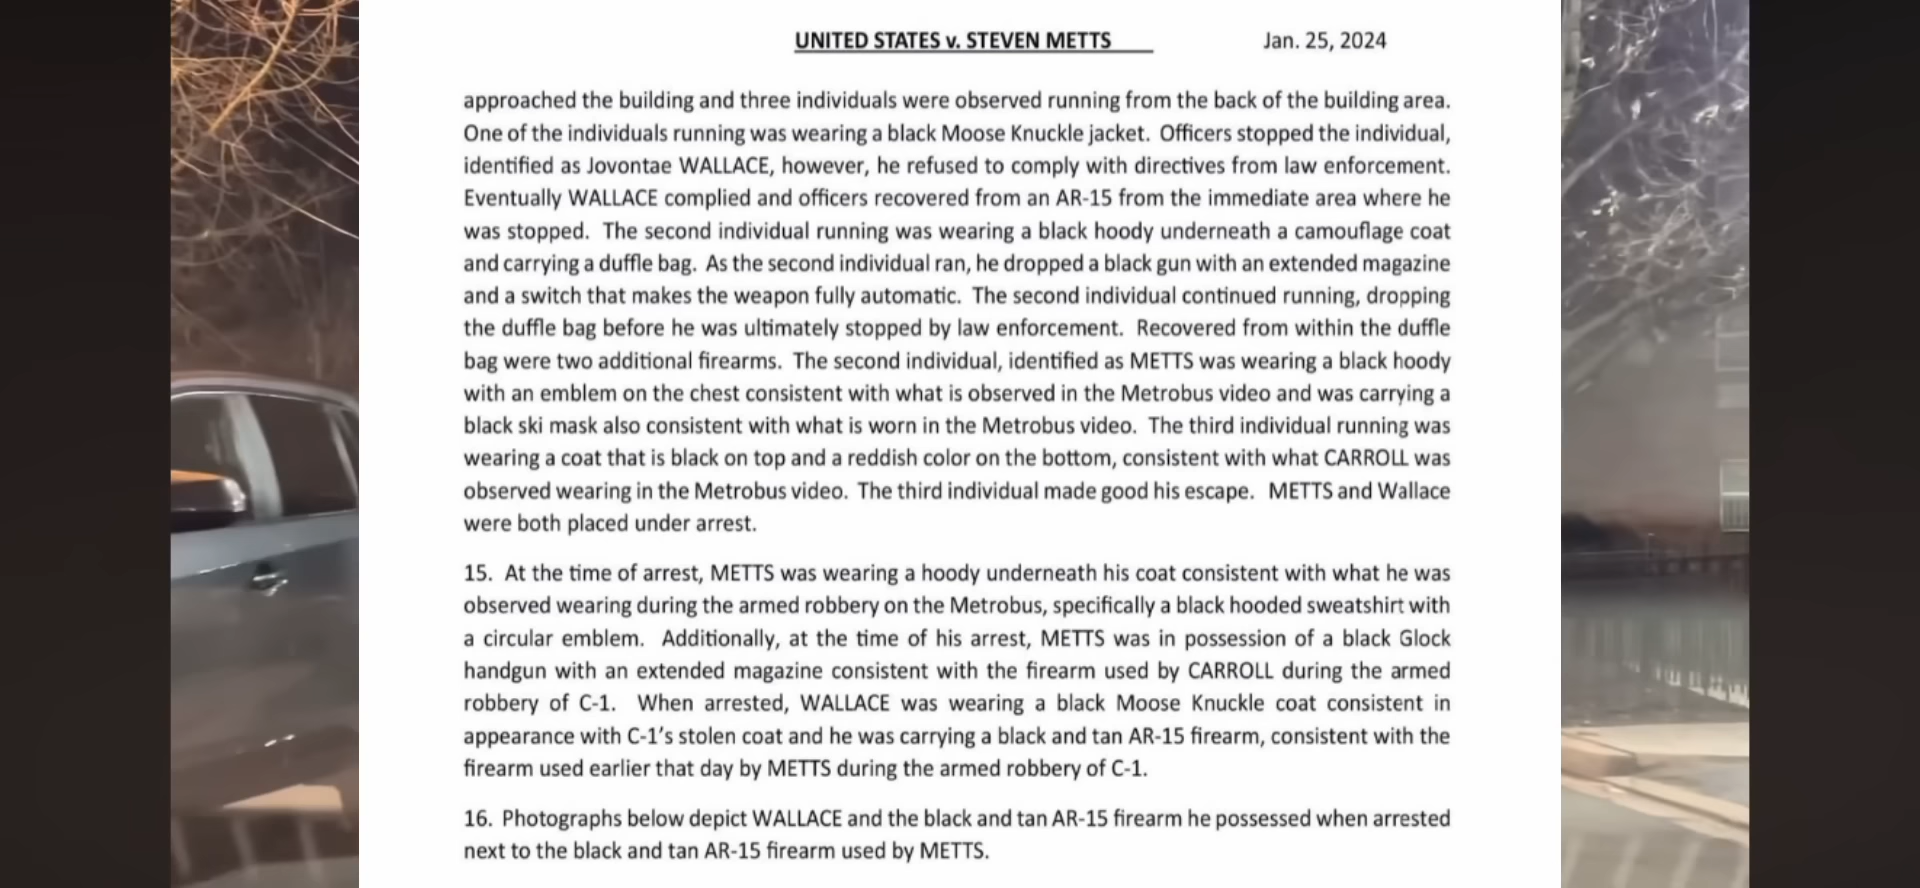 UNITED STATES v. STEVEN METTS Jan. 25, 2024
approached the building and three individuals were observed running from the back of the building area.
One of the individuals running was wearing a black Moose Knuckle jacket. Officers stopped the individual,
identified as Jovontae WALLACE, however, he refused to comply with directives from law enforcement.
Eventually WALLACE complied and officers recovered from an AR-15 from the immediate area where he
was stopped. The second individual running was wearing a black hoody underneath a camouflage coat
and carrying a duffle bag. As the second individual ran, he dropped a black gun with an extended magazine
and a switch that makes the weapon fully automatic. The second individual continued running, dropping
the duffle bag before he was ultimately stopped by law enforcement. Recovered from within the duffle
bag were two additional firearms. The second individual, identified as METTS was wearing a black hoody
with an emblem on the chest consistent with what is observed in the Metrobus video and was carrying a
black ski mask also consistent with what is worn in the Metrobus video. The third individual running was
wearing a coat that is black on top and a reddish color on the bottom, consistent with what CARROLL was
observed wearing in the Metrobus video. The third individual made good his escape. METTS and Wallace
were both placed under arrest.
15. At the time of arrest, METTS was wearing a hoody underneath his coat consistent with what he was
observed wearing during the armed robbery on the Metrobus, specifically a black hooded sweatshirt with
a circular emblem. Additionally, at the time of his arrest, METTS was in possession of a black Glock
handgun with an extended magazine consistent with the firearm used by CARROLL during the armed
robbery of C-1. When arrested, WALLACE was wearing a black Moose Knuckle coat consistent in
appearance with C-1's stolen coat and he was carrying a black and tan AR-15 firearm, consistent with the
firearm used earlier that day by METTS during the armed robbery of C-1.
16. Photographs below depict WALLACE and the black and tan AR-15 firearm he possessed when arrested
next to the black and tan AR-15 firearm used by METTS.